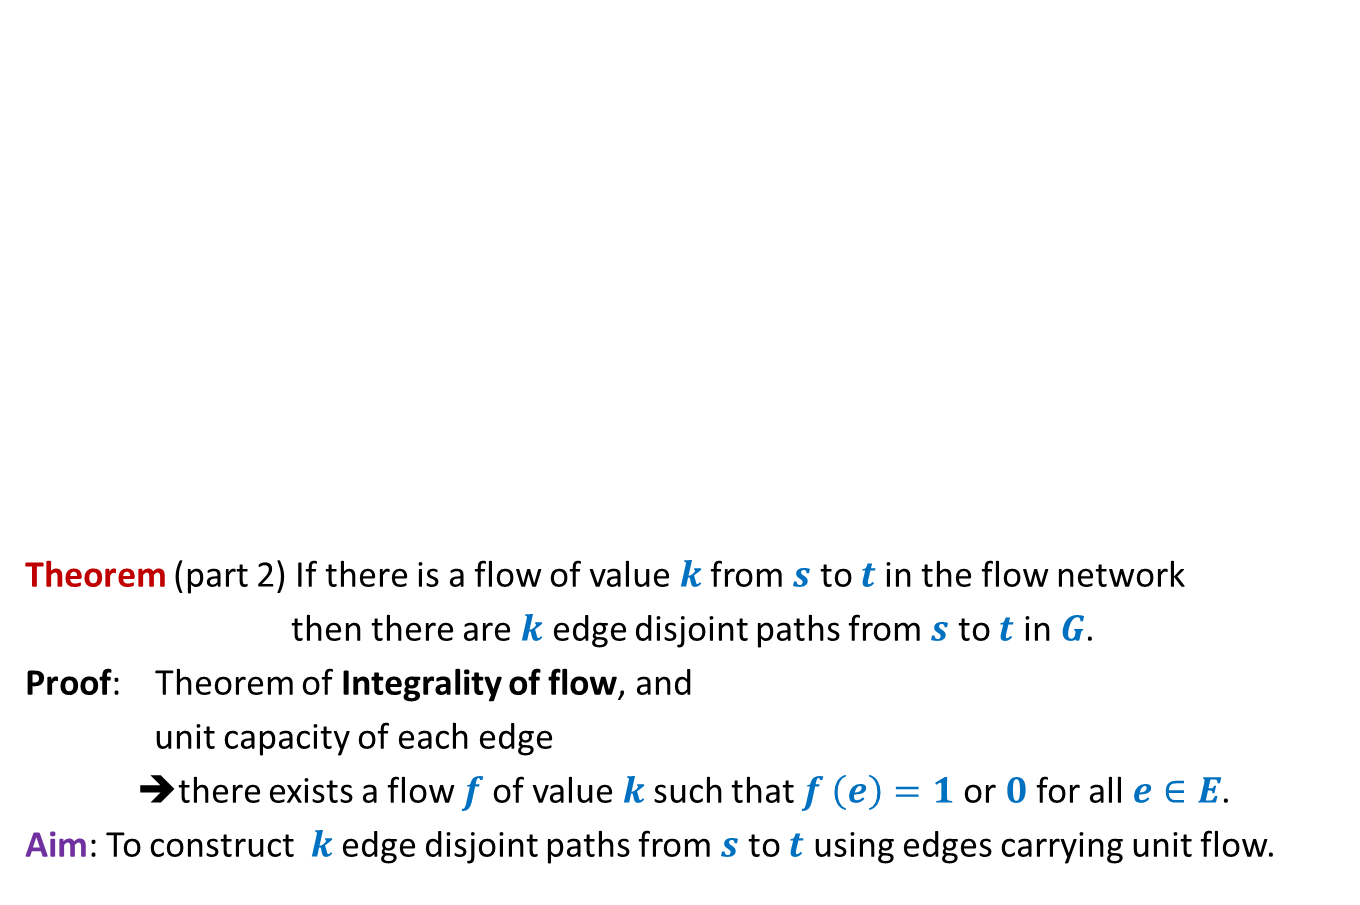 Theorem (part 2) If there is a flow of value k from s to t in the flow network
then there are k edge disjoint paths from s to t in G.
Proof: Theorem of Integrality of flow, and
unit capacity of each edge
➔there exists a flow f of value k such that f (e) = 1 or 0 for all e ∈ E.
Aim: To construct k edge disjoint paths from s to t using edges carrying unit flow.